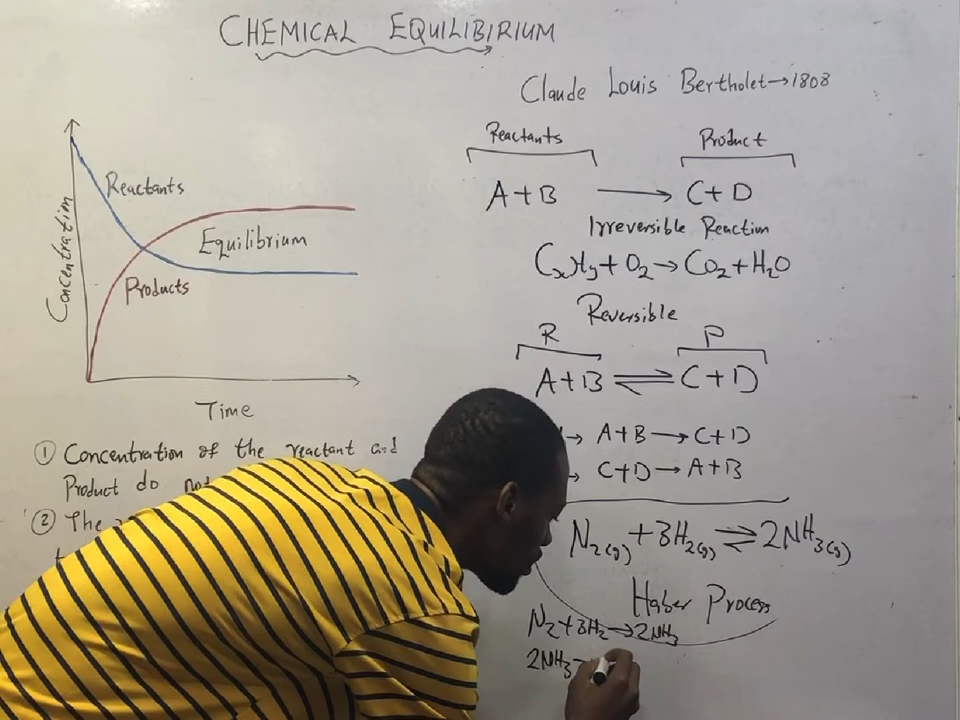 CHEMICAL EQUILIBIRIUM
Claude Louis Bertholet→1808
Reactants Product
A+B ⟶ C+D
Irreversible Reaction
CxHy+O2→CO2+H2O
Reversible
R P
A+B ⇌ C+D
→ A+B ⟶ C+D
→ C+D → A+B
N2(g) + 3H2(g) ⇌ 2NH3(g)
Haber Process
N2+3H2→2NH3
2NH3
Concentration
Reactants
Equilibrium
Products
Time
① Concentration of the reactant and
Product do
② The